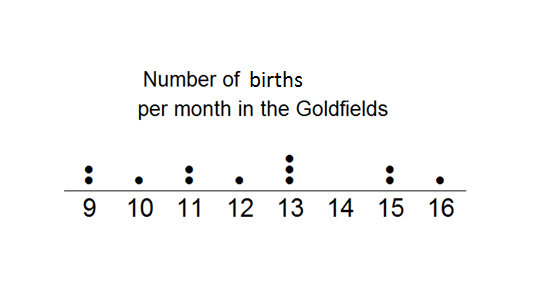 Number of births
per month in the Goldfields
9 10 11 12 13 14 15 16